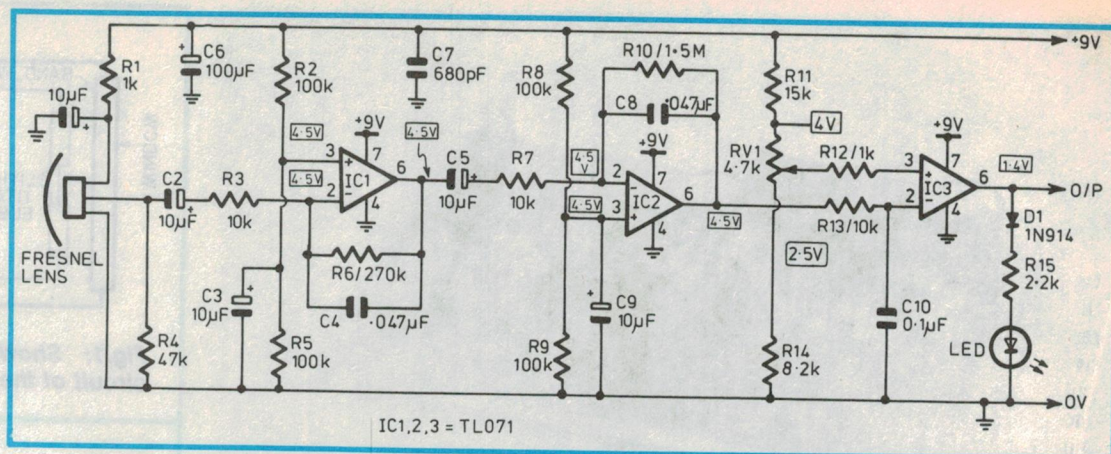 +9V
R1
1k
C6
100µF
10µF
R2
100k
C7
680pF
R8
100k
R10/1·5M
C8
·047µF
R11
15k
4V
RV1
4·7k
R12/1k
+9V
3
7
+
IC3
6
-
2
4
1·4V
O/P
4·5V
4·5V
+9V
3
7
+
IC1
6
-
2
4
4·5V
C5
10µF
R7
10k
4·5
V
4·5V
+9V
2
7
-
IC2
6
+
3
4
4·5V
R13/10k
2·5V
D1
1N914
R15
2·2k
LED
C2
10µF
R3
10k
FRESNEL
LENS
R4
47k
C3
10µF
R6/270k
C4
·047µF
R5
100k
R9
100k
C9
10µF
R14
8·2k
C10
0·1µF
0V
IC1,2,3 = TL071